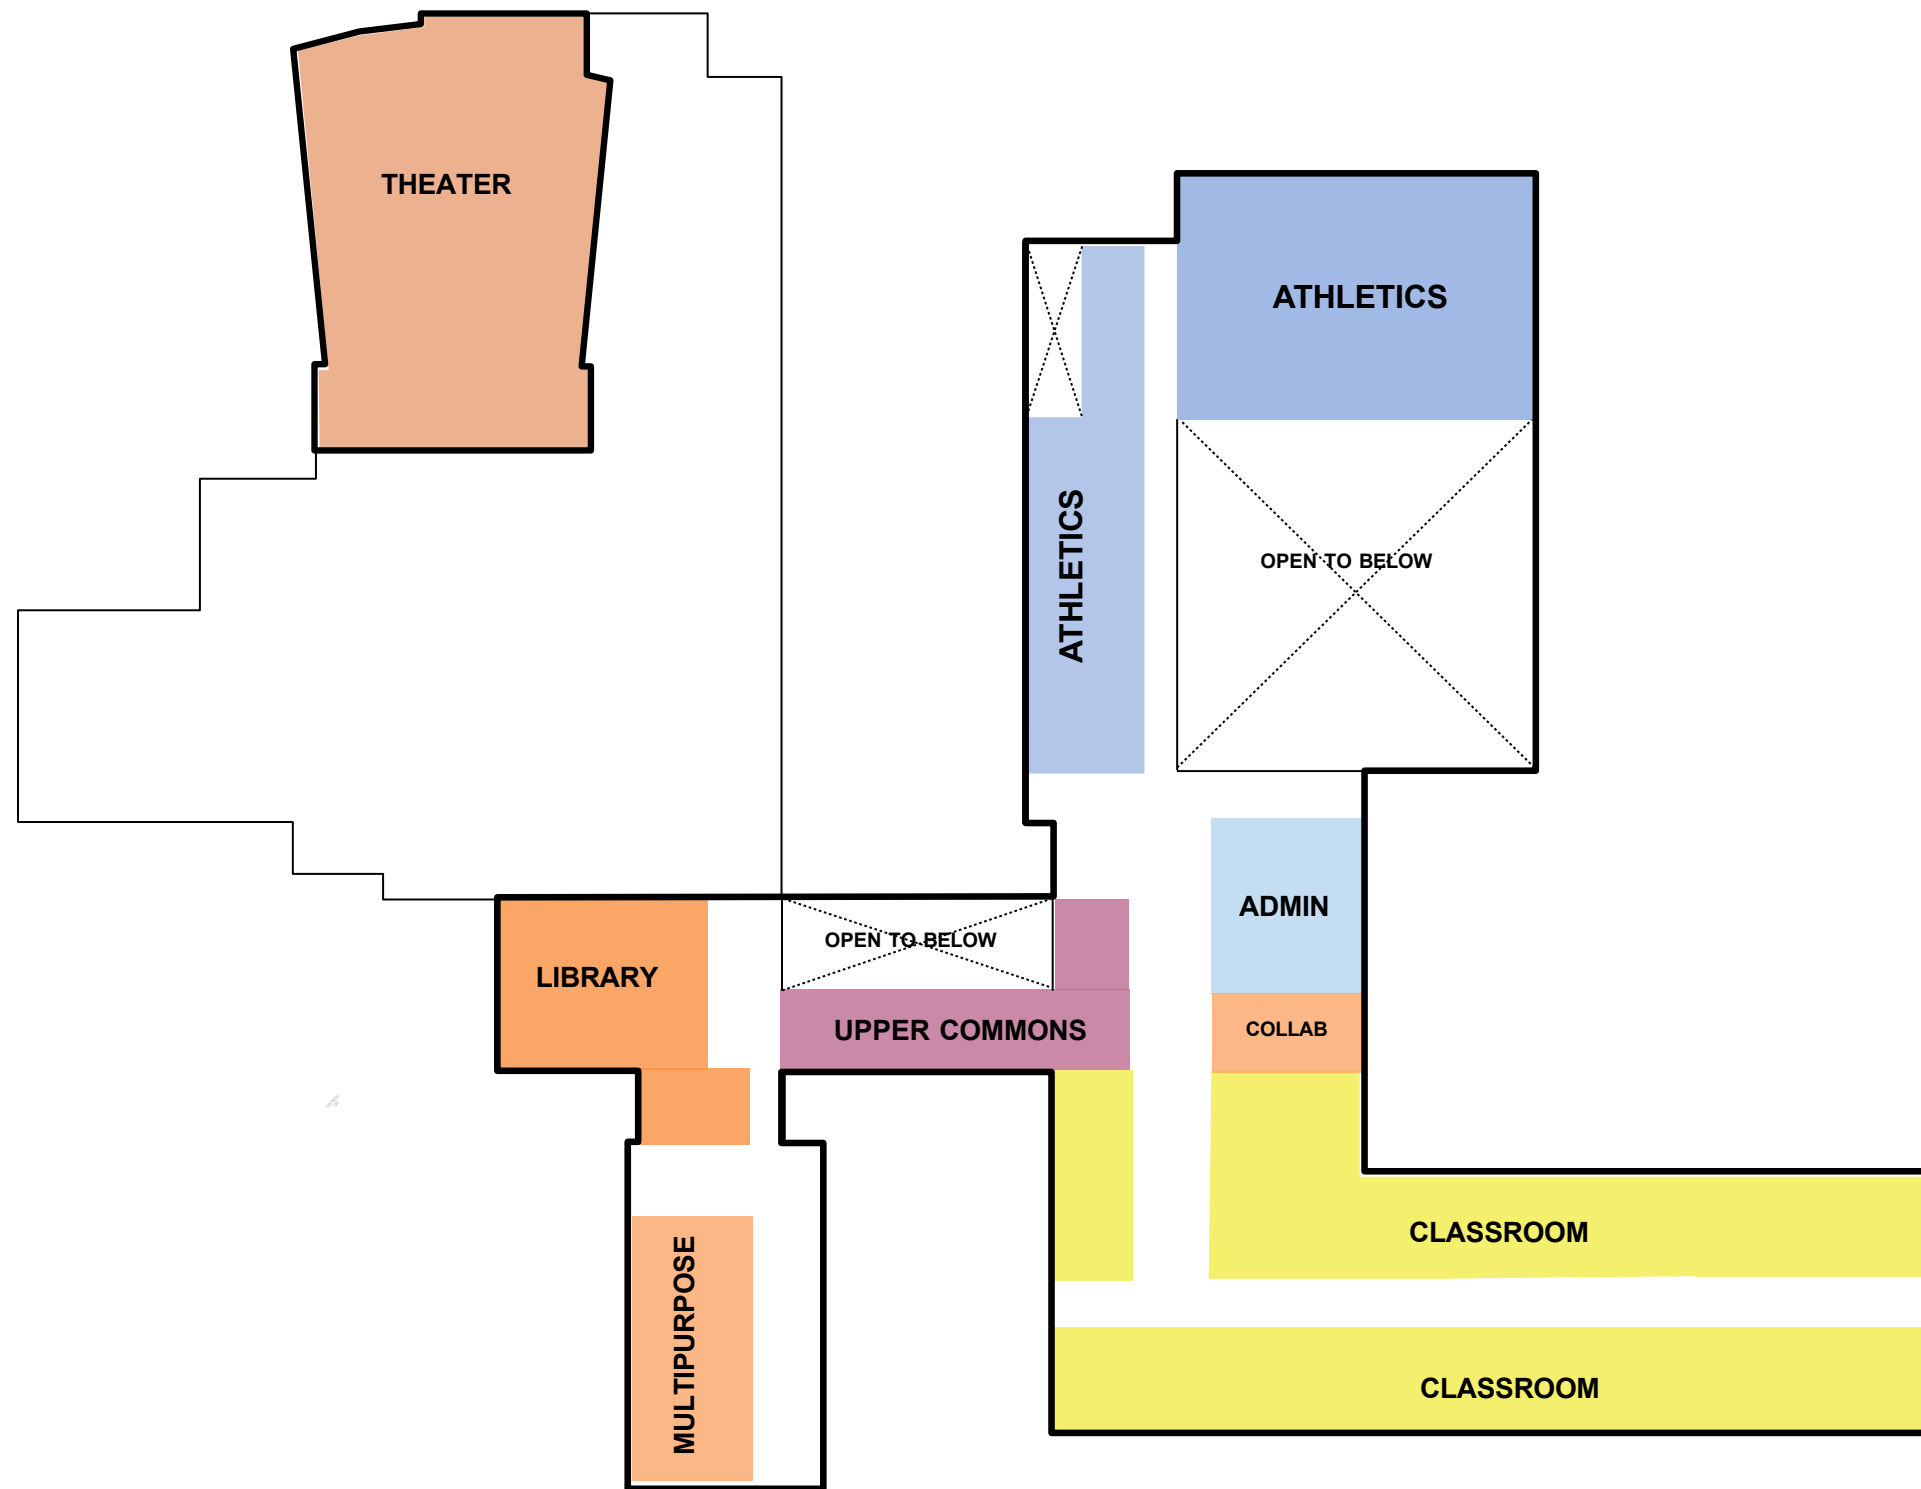 THEATER
ATHLETICS
ATHLETICS
OPEN TO BELOW
ADMIN
OPEN TO BELOW
LIBRARY
UPPER COMMONS
COLLAB
CLASSROOM
MULTIPURPOSE
CLASSROOM